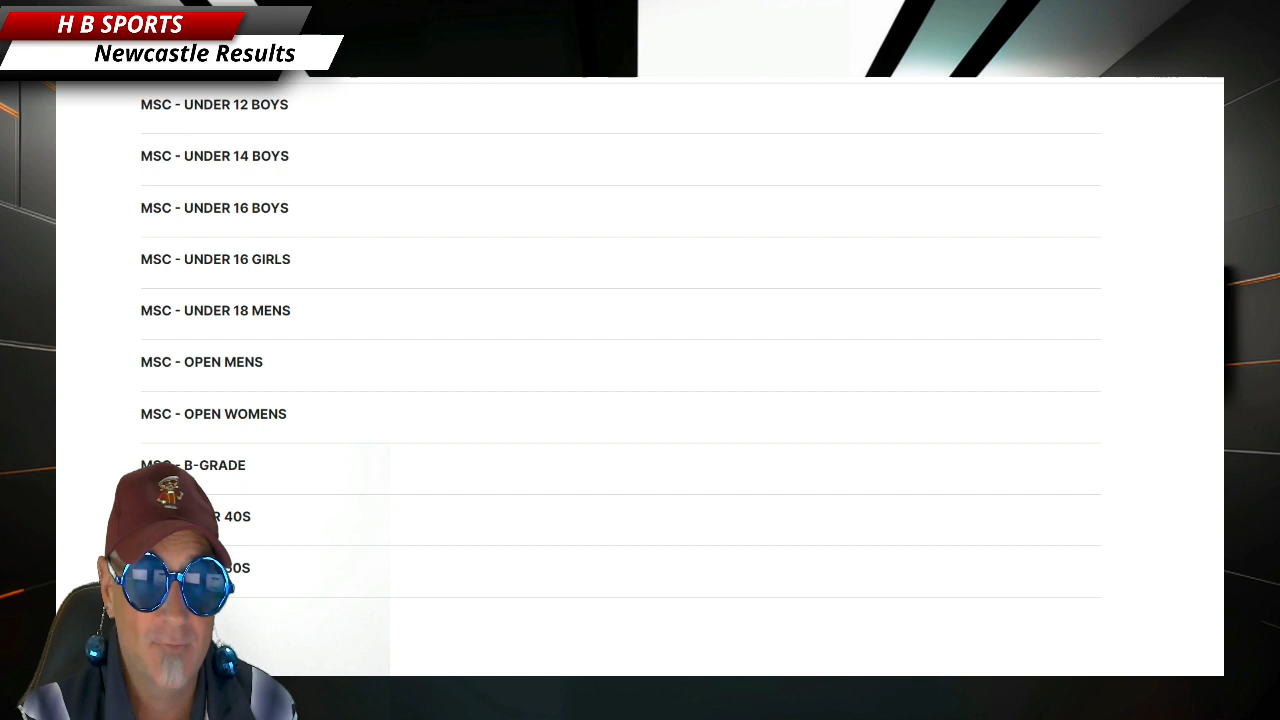 H B SPORTS
Newcastle Results
MSC - UNDER 12 BOYS
MSC - UNDER 14 BOYS
MSC - UNDER 16 BOYS
MSC - UNDER 16 GIRLS
MSC - UNDER 18 MENS
MSC - OPEN MENS
MSC - OPEN WOMENS
MSC - B-GRADE
40S